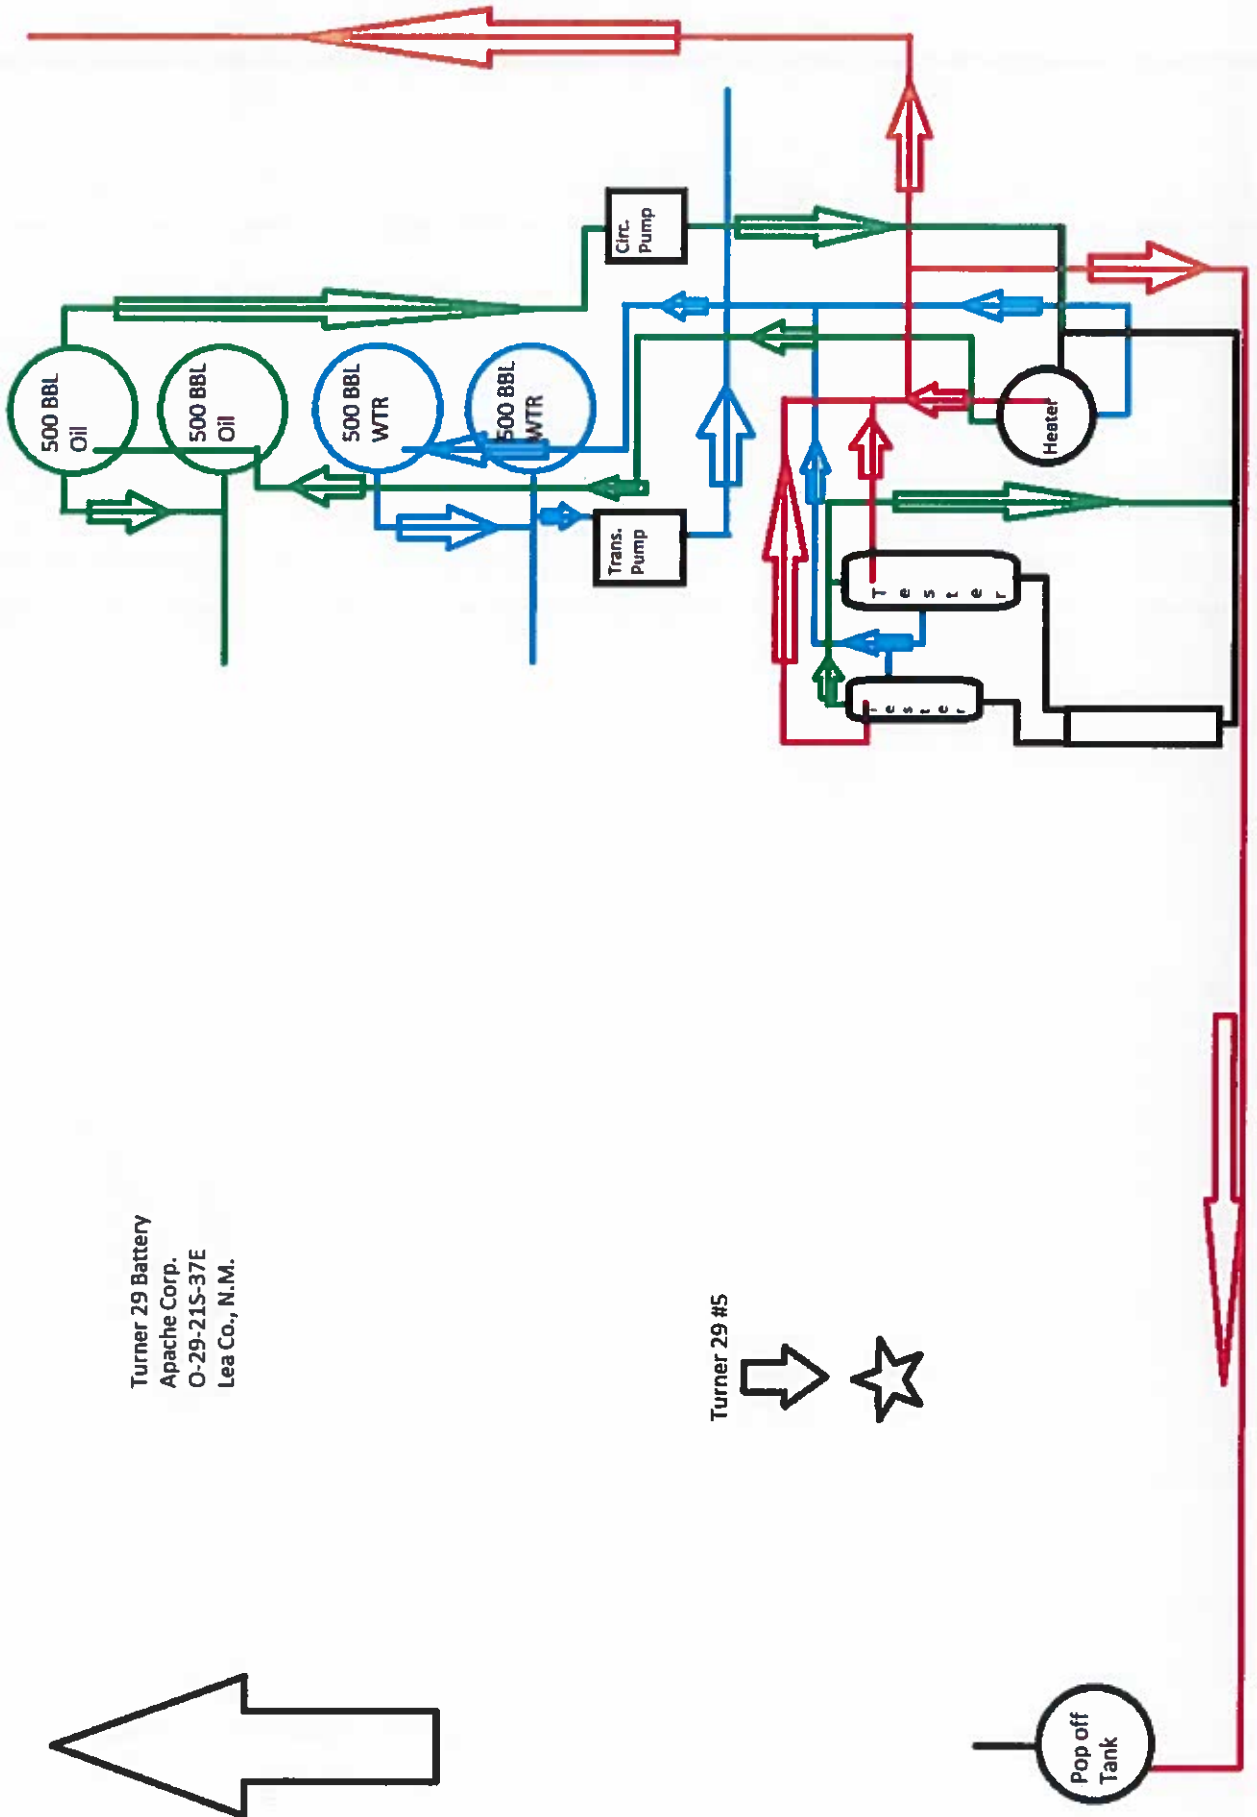 500 BBL
Oil
500 BBL
Oil
500 BBL
WTR
500 BBL
WTR
Circ.
Pump
Trans.
Pump
Tester
Tester
Heater
Turner 29 Battery
Apache Corp.
O-29-21S-37E
Lea Co., N.M.
Turner 29 #5
Pop off
Tank